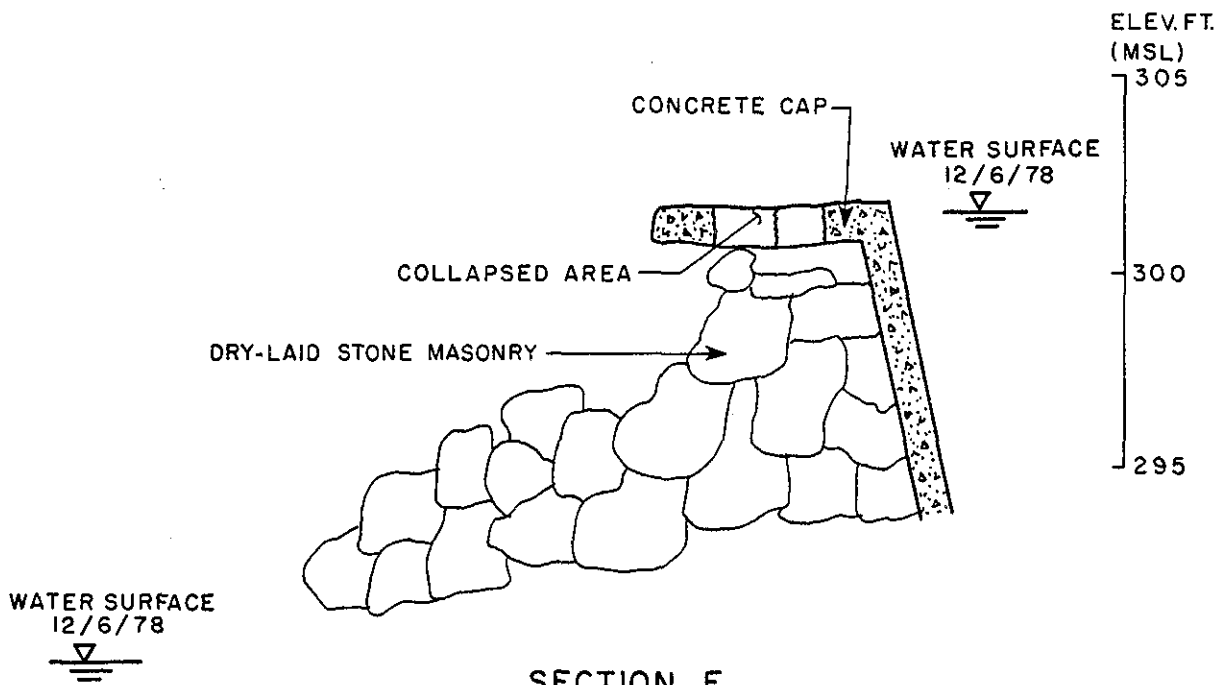 ELEV. FT.
(MSL)
305
CONCRETE CAP
WATER SURFACE
12/6/78
COLLAPSED AREA
300
DRY-LAID STONE MASONRY
295
WATER SURFACE
12/6/78
SECTION E